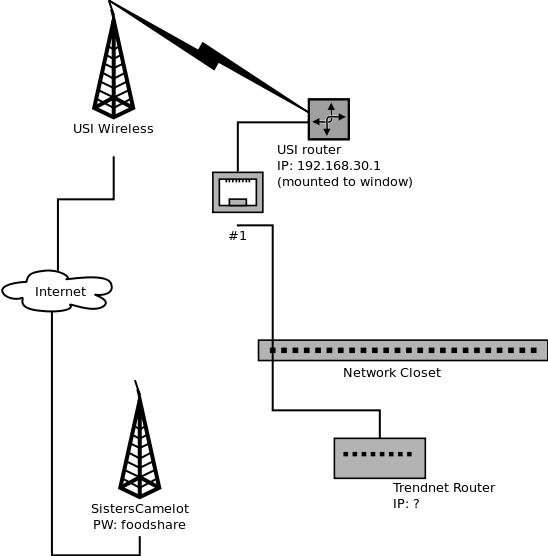 USI Wireless
USI router
IP: 192.168.30.1
(mounted to window)
#1
Internet
Network Closet
Trendnet Router
IP: ?
SistersCamelot
PW: foodshare